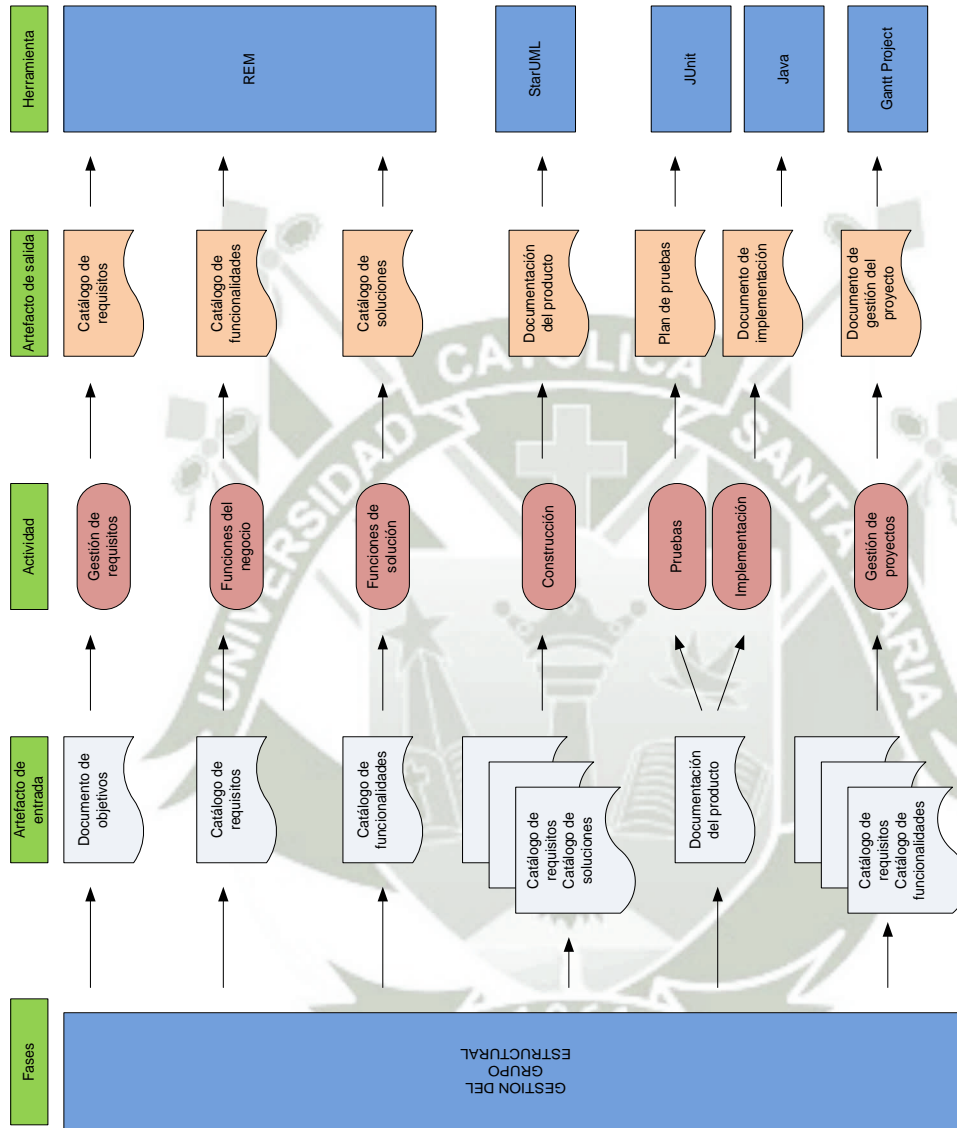 Fases
Artefacto de
entrada
Actividad
Artefacto de salida
Herramienta
GESTION DEL
GRUPO
ESTRUCTURAL
Documento de
objetivos
Gestión de
requisitos
Catálogo de
requisitos
REM
Catálogo de
requisitos
Funciones del
negocio
Catálogo de
funcionalidades
Catálogo de
funcionalidades
Funciones de
solución
Catálogo de
soluciones
Catálogo de
requisitos
Catálogo de
soluciones
Construcción
Documentación
del producto
StarUML
Documentación
del producto
Pruebas
Plan de pruebas
JUnit
Implementación
Documento de
implementación
Java
Catálogo de
requisitos
Catálogo de
funcionalidades
Gestión de
proyectos
Documento de
gestión del
proyecto
Gantt Project
UNIVERSIDAD
CATOLICA
SANTA MARIA
1961